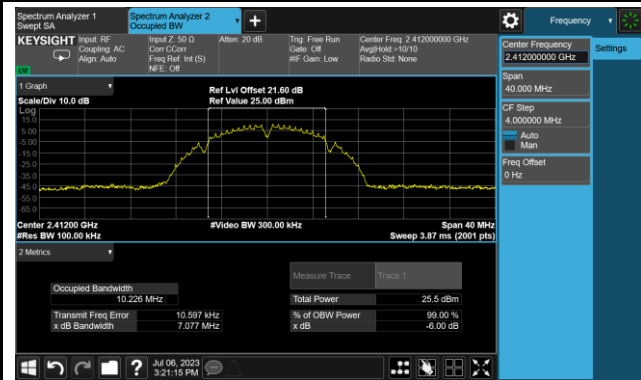 Spectrum Analyzer 1
Swept SA
Spectrum Analyzer 2
Occupied BW
Frequency
KEYSIGHT
Input: RF
Coupling: AC
Align: Auto
Input Z: 50 Ω
Corr CCorr
Freq Ref: Int (S)
NFE: Off
Atten: 20 dB
Trig: Free Run
Gate: Off
#IF Gain: Low
Center Freq: 2.412000000 GHz
Avg|Hold:>10/10
Radio Std: None
1 Graph
Scale/Div 10.0 dB
Ref Lvl Offset 21.60 dB
Ref Value 25.00 dBm
Log
15.0
5.00
-5.00
-15.0
-25.0
-35.0
-45.0
-55.0
-65.0
Center 2.41200 GHz
#Res BW 100.00 kHz
#Video BW 300.00 kHz
Span 40 MHz
Sweep 3.87 ms (2001 pts)
2 Metrics
Measure Trace
Trace 1
Occupied Bandwidth
10.226 MHz
Total Power
25.5 dBm
Transmit Freq Error
10.597 kHz
% of OBW Power
99.00 %
x dB Bandwidth
7.077 MHz
x dB
-6.00 dB
Jul 06, 2023
3:21:15 PM
Center Frequency
2.412000000 GHz
Settings
Span
40.000 MHz
CF Step
4.000000 MHz
Auto
Man
Freq Offset
0 Hz